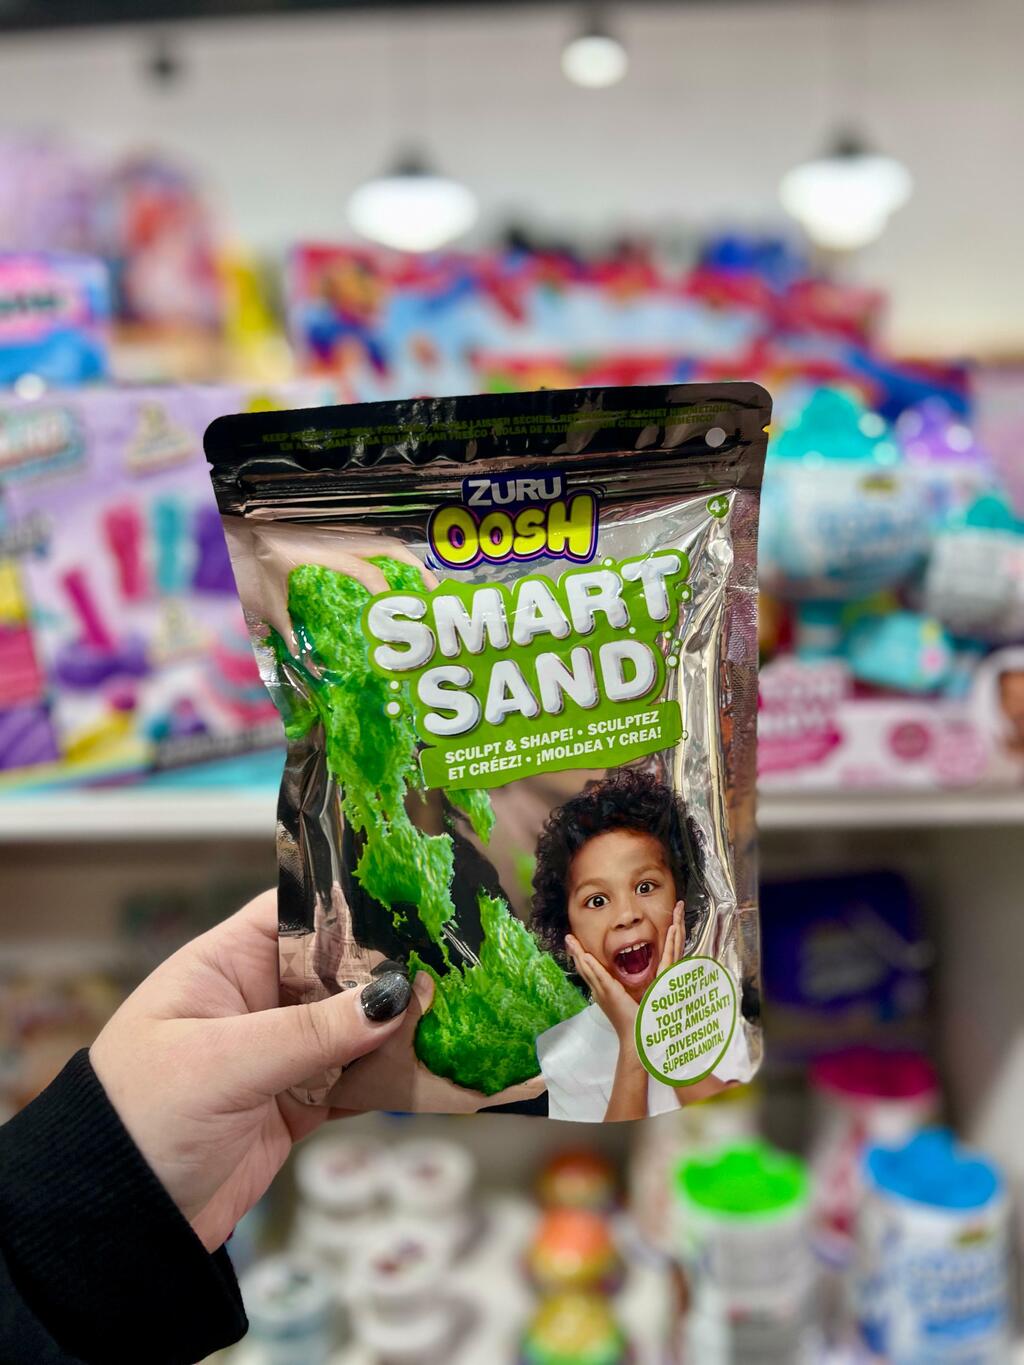 ZURU
OOSH
4+
SMART
SAND
SCULPT & SHAPE! • SCULPTEZ
ET CRÉEZ! • ¡MOLDEA Y CREA!
SUPER
SQUISHY FUN!
TOUT MOU ET
SUPER AMUSANT!
¡DIVERSIÓN
SUPERBLANDITA!